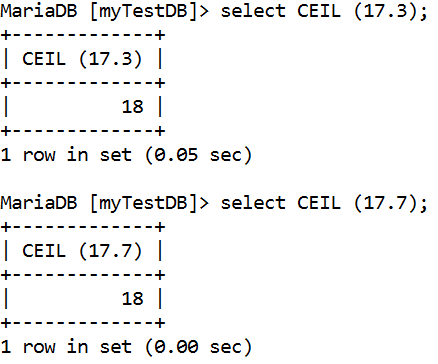 MariaDB [myTestDB]> select CEIL (17.3);
+-------------+
| CEIL (17.3) |
+-------------+
|          18 |
+-------------+
1 row in set (0.05 sec)

MariaDB [myTestDB]> select CEIL (17.7);
+-------------+
| CEIL (17.7) |
+-------------+
|          18 |
+-------------+
1 row in set (0.00 sec)